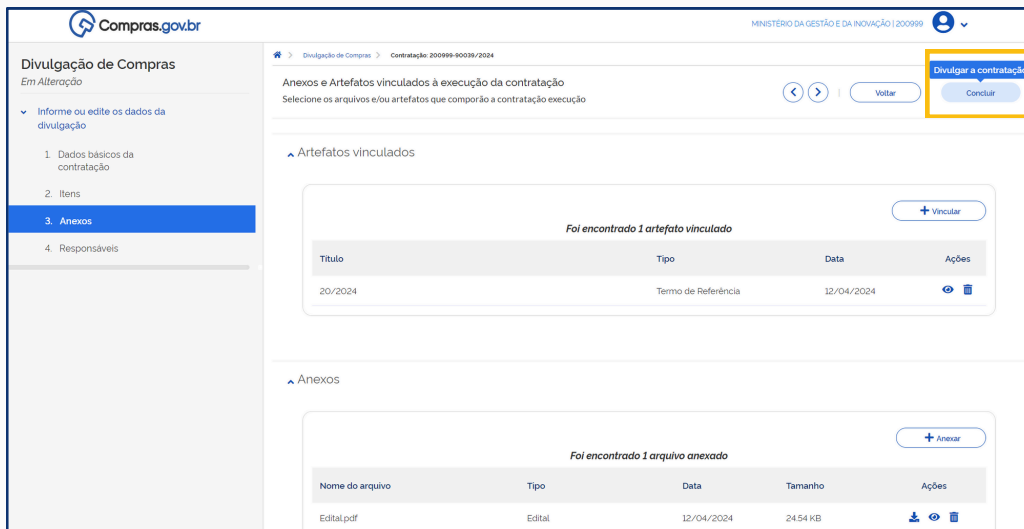 Compras.gov.br
MINISTÉRIO DA GESTÃO E DA INOVAÇÃO | 200999
Divulgação de Compras
Em Alteração
Informe ou edite os dados da
divulgação
1. Dados básicos da
contratação
2. Itens
3. Anexos
4. Responsáveis
Divulgação de Compras > Contratação: 200999-90039/2024
Anexos e Artefatos vinculados à execução da contratação
Selecione os arquivos e/ou artefatos que comporão a contratação execução
Voltar
Divulgar a contratação
Concluir
Artefatos vinculados
+ Vincular
Foi encontrado 1 artefato vinculado
Título Tipo Data Ações
20/2024 Termo de Referência 12/04/2024
Anexos
+ Anexar
Foi encontrado 1 arquivo anexado
Nome do arquivo Tipo Data Tamanho Ações
Edital.pdf Edital 12/04/2024 24.54 KB